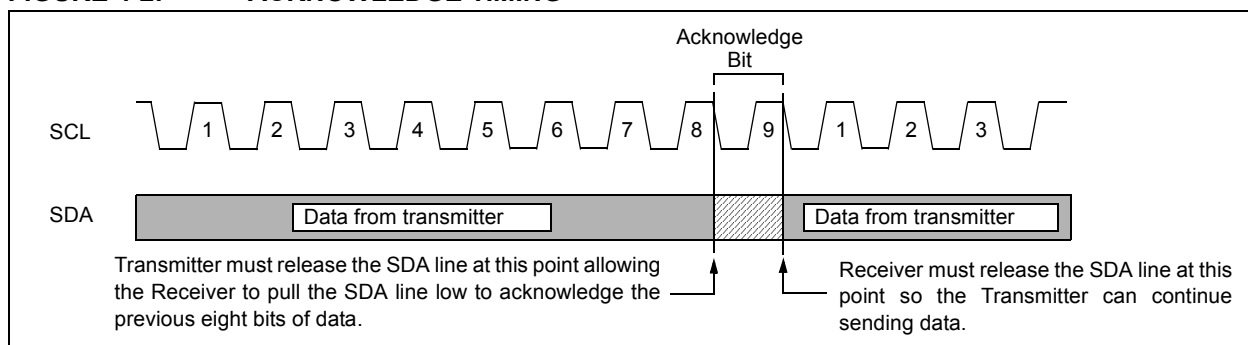 FIGURE 4-2: ACKNOWLEDGE TIMING
Acknowledge
Bit
SCL
1 2 3 4 5 6 7 8 9 1 2 3
SDA
Data from transmitter
Data from transmitter
Transmitter must release the SDA line at this point allowing
the Receiver to pull the SDA line low to acknowledge the
previous eight bits of data.
Receiver must release the SDA line at this
point so the Transmitter can continue
sending data.